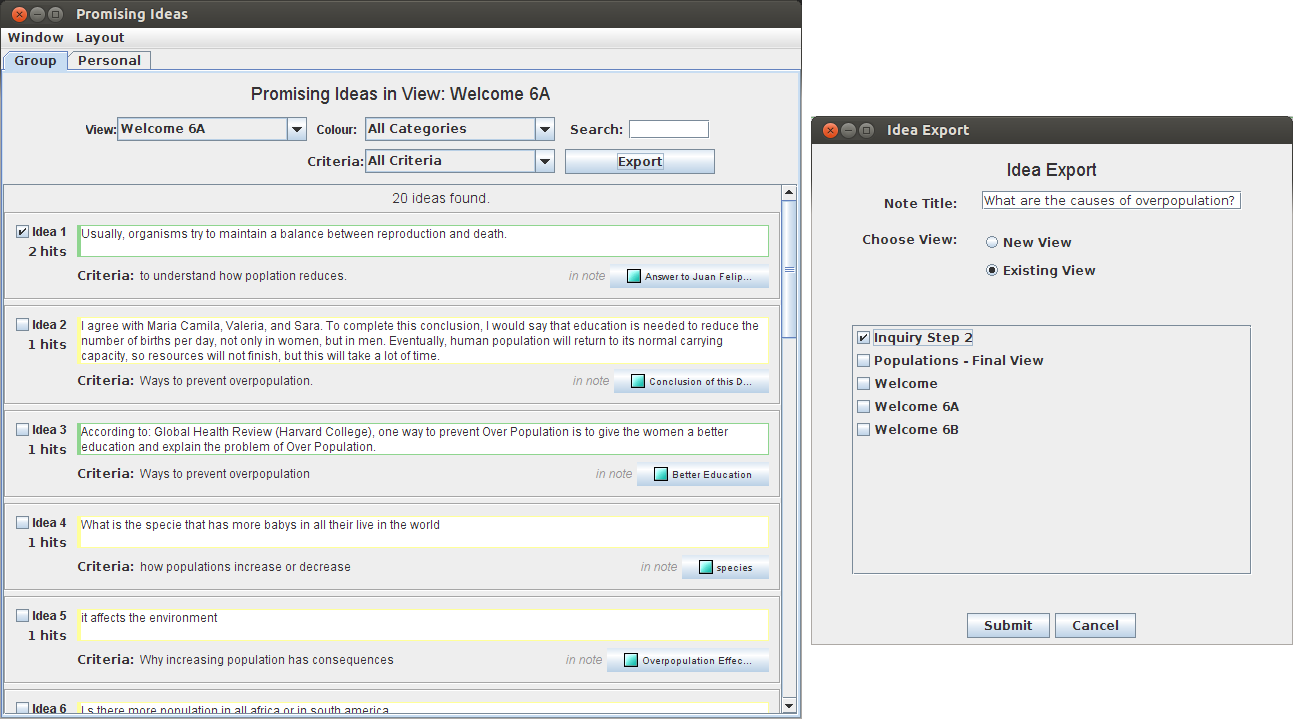 Promising Ideas
Window Layout
Group Personal
Promising Ideas in View: Welcome 6A
View: Welcome 6A Colour: All Categories Search:
Criteria: All Criteria Export
20 ideas found.
Idea 1
2 hits
Usually, organisms try to maintain a balance between reproduction and death.
Criteria: to understand how poplation reduces.
in note Answer to Juan Felip...
Idea 2
1 hits
I agree with Maria Camila, Valeria, and Sara. To complete this conclusion, I would say that education is needed to reduce the
number of births per day, not only in women, but in men. Eventually, human population will return to its normal carrying
capacity, so resources will not finish, but this will take a lot of time.
Criteria: Ways to prevent overpopulation.
in note Conclusion of this D...
Idea 3
1 hits
According to: Global Health Review (Harvard College), one way to prevent Over Population is to give the women a better
education and explain the problem of Over Population.
Criteria: Ways to prevent overpopulation
in note Better Education
Idea 4
1 hits
What is the specie that has more babys in all their live in the world
Criteria: how populations increase or decrease
in note species
Idea 5
1 hits
it affects the environment
Criteria: Why increasing population has consequences
in note Overpopulation Effec...
Idea 6
I s there more population in all africa or in south america
Idea Export
Idea Export
Note Title: What are the causes of overpopulation?
Choose View: New View
Existing View
Inquiry Step 2
Populations - Final View
Welcome
Welcome 6A
Welcome 6B
Submit Cancel